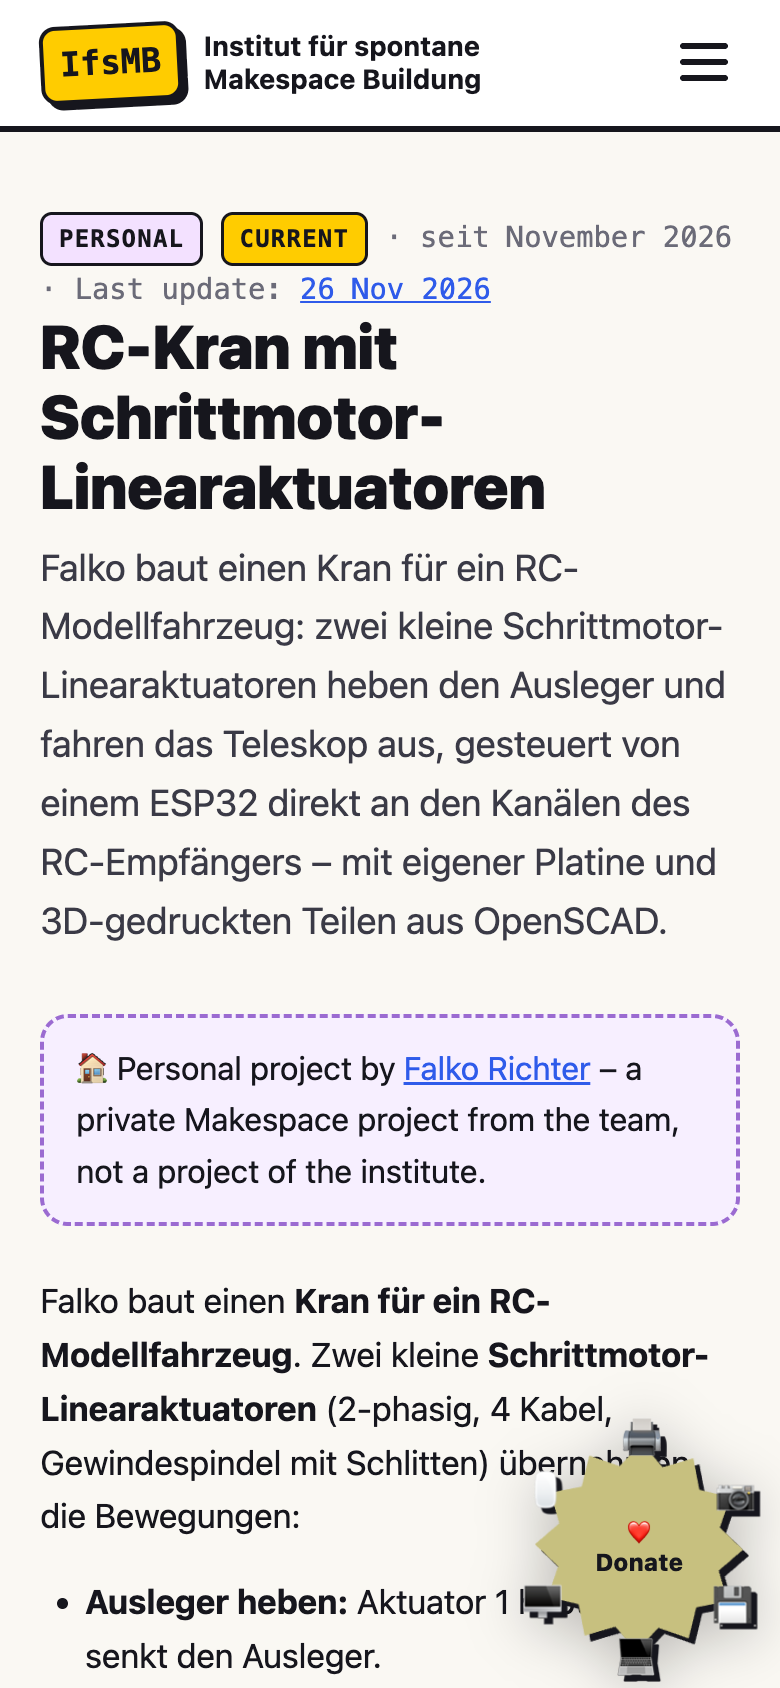 IfsMB
Institut für spontane
Makespace Buildung
PERSONAL CURRENT · seit November 2026
· Last update: 26 Nov 2026
RC-Kran mit
Schrittmotor-
Linearaktuatoren
Falko baut einen Kran für ein RC-
Modellfahrzeug: zwei kleine Schrittmotor-
Linearaktuatoren heben den Ausleger und
fahren das Teleskop aus, gesteuert von
einem ESP32 direkt an den Kanälen des
RC-Empfängers – mit eigener Platine und
3D-gedruckten Teilen aus OpenSCAD.
🏠 Personal project by Falko Richter – a
private Makespace project from the team,
not a project of the institute.
Falko baut einen Kran für ein RC-
Modellfahrzeug. Zwei kleine Schrittmotor-
Linearaktuatoren (2-phasig, 4 Kabel,
Gewindespindel mit Schlitten) übernehmen
die Bewegungen:
• Ausleger heben: Aktuator 1
senkt den Ausleger.
❤️
Donate